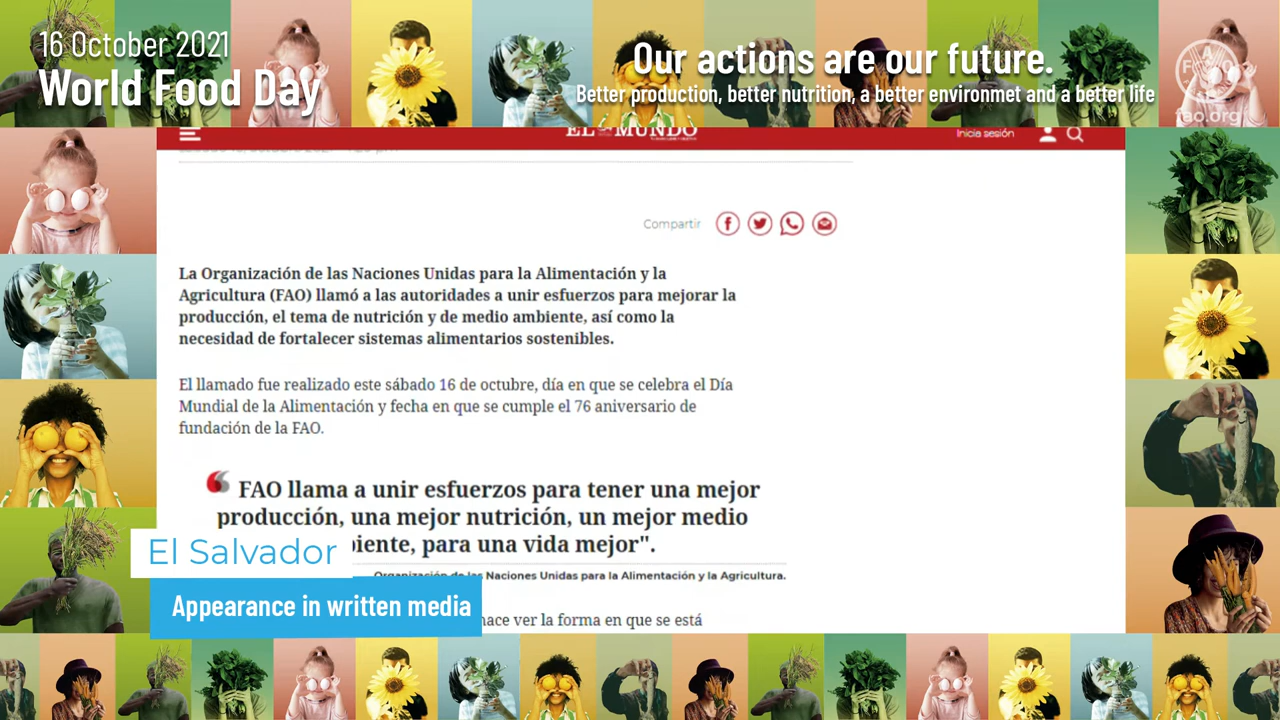 16 October 2021
World Food Day
Our actions are our future.
Better production, better nutrition, a better environmet and a better life
FAO
fao.org
EL MUNDO
Inicia sesión
Compartir
La Organización de las Naciones Unidas para la Alimentación y la
Agricultura (FAO) llamó a las autoridades a unir esfuerzos para mejorar la
producción, el tema de nutrición y de medio ambiente, así como la
necesidad de fortalecer sistemas alimentarios sostenibles.
El llamado fue realizado este sábado 16 de octubre, día en que se celebra el Día
Mundial de la Alimentación y fecha en que se cumple el 76 aniversario de
fundación de la FAO.
FAO llama a unir esfuerzos para tener una mejor
producción, una mejor nutrición, un mejor medio
biente, para una vida mejor".
Organización de las Naciones Unidas para la Alimentación y la Agricultura.
El Salvador
Appearance in written media
hace ver la forma en que se está